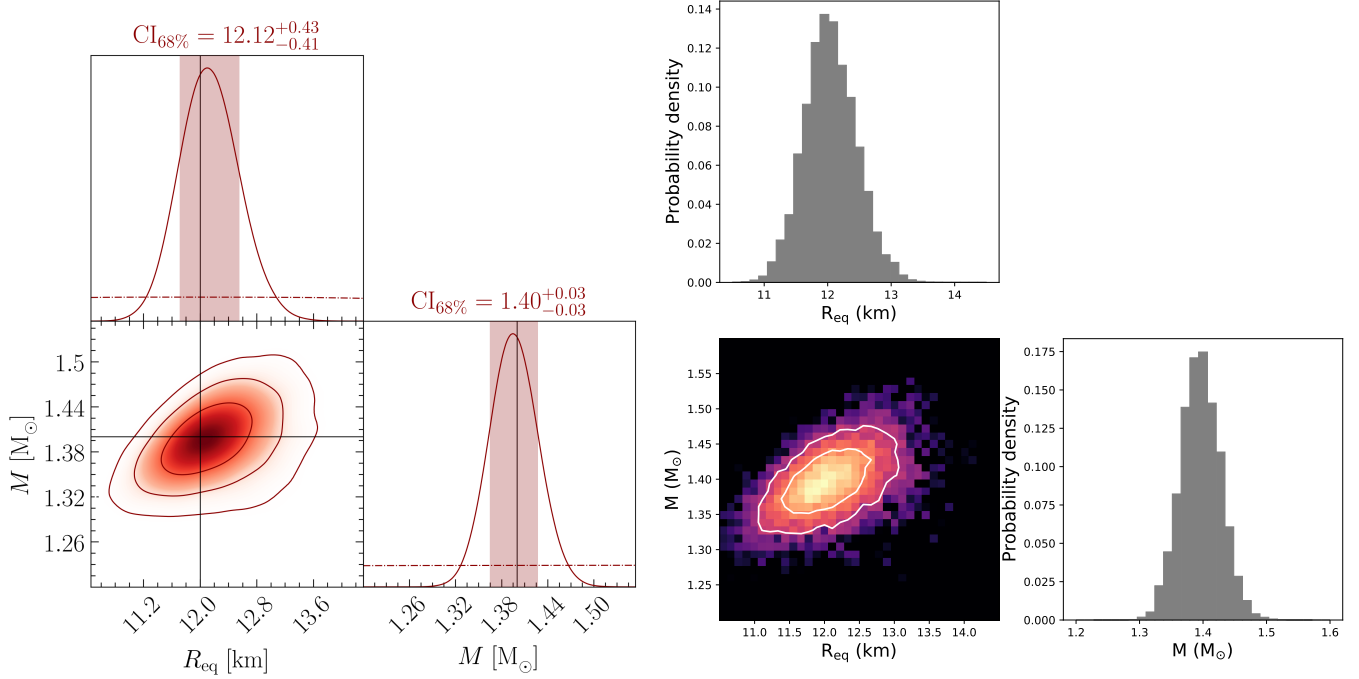 CI68% = 12.12 +0.43 −0.41
CI68% = 1.40 +0.03 −0.03
1.5
1.44
1.38
1.32
1.26
M [M⊙]
11.2 12.0 12.8 13.6
Req [km]
1.26 1.32 1.38 1.44 1.50
M [M⊙]
0.14
0.12
0.10
0.08
0.06
0.04
0.02
0.00
Probability density
11 12 13 14
Req (km)
1.55
1.50
1.45
1.40
1.35
1.30
1.25
M (M⊙)
11.0 11.5 12.0 12.5 13.0 13.5 14.0
Req (km)
0.175
0.150
0.125
0.100
0.075
0.050
0.025
0.000
Probability density
1.2 1.3 1.4 1.5 1.6
M (M⊙)